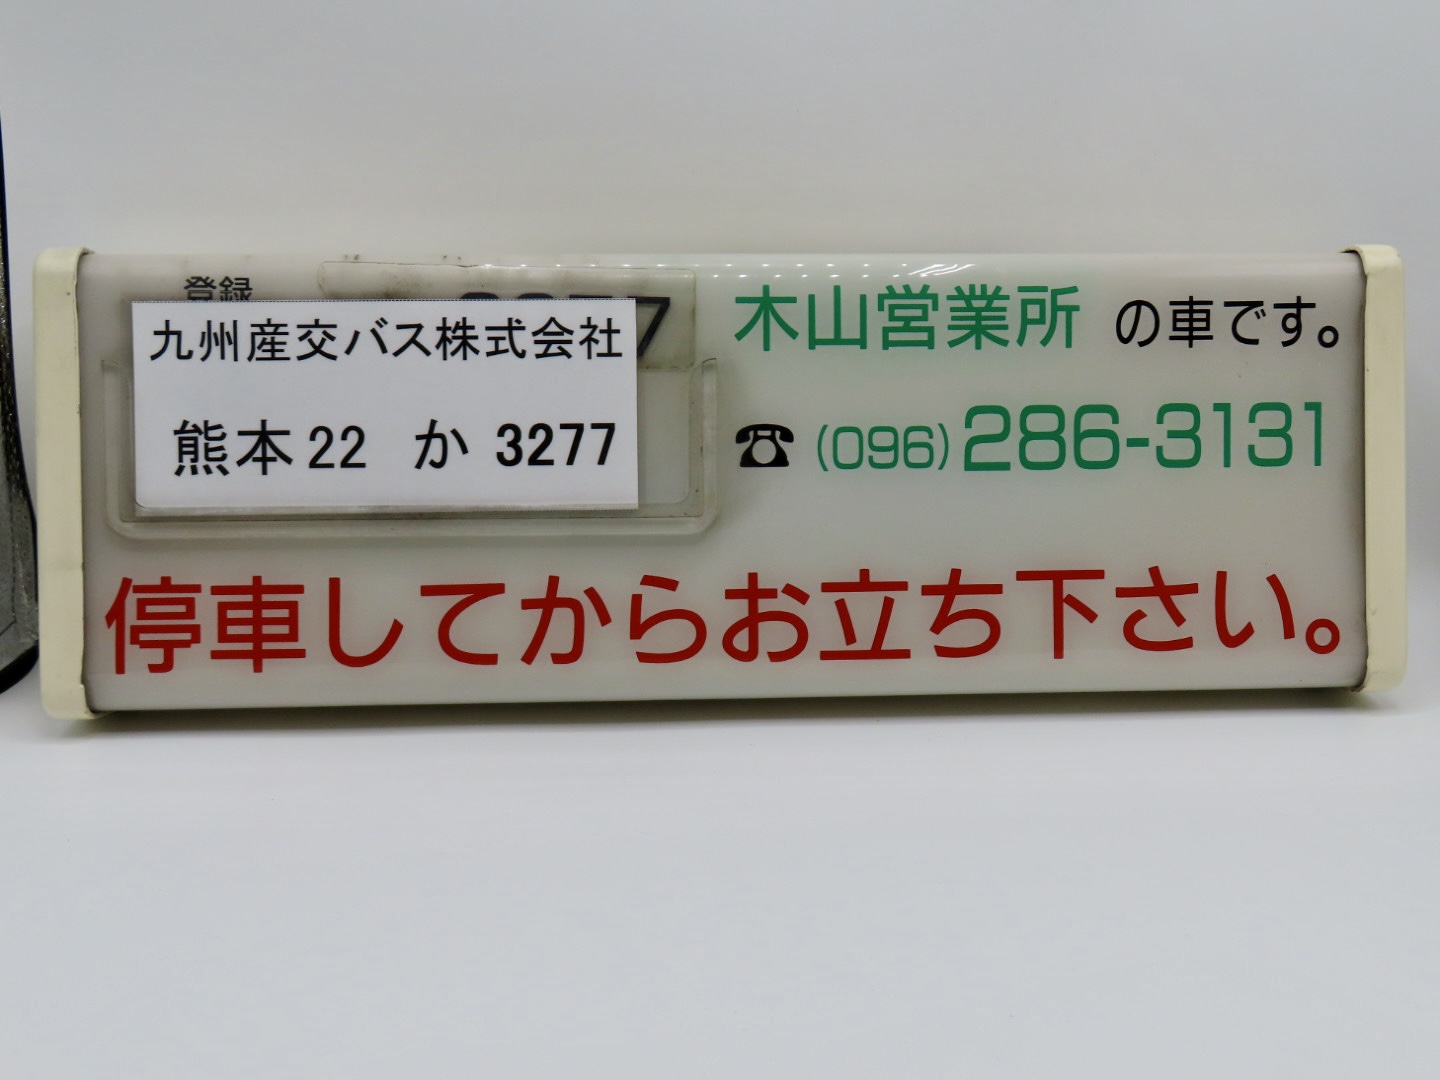 登録
九州産交バス株式会社
熊本22 か 3277
木山営業所 の車です。
☎ (096) 286-3131
停車してからお立ち下さい。